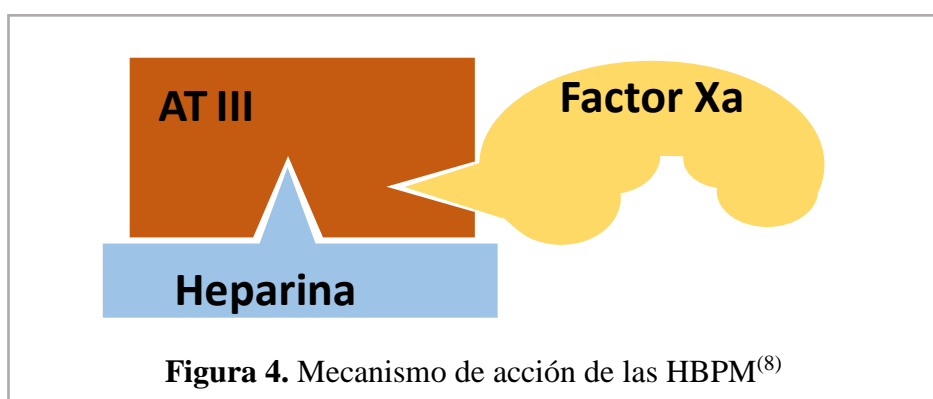 AT III
Factor Xa
Heparina
Figura 4. Mecanismo de acción de las HBPM(8)